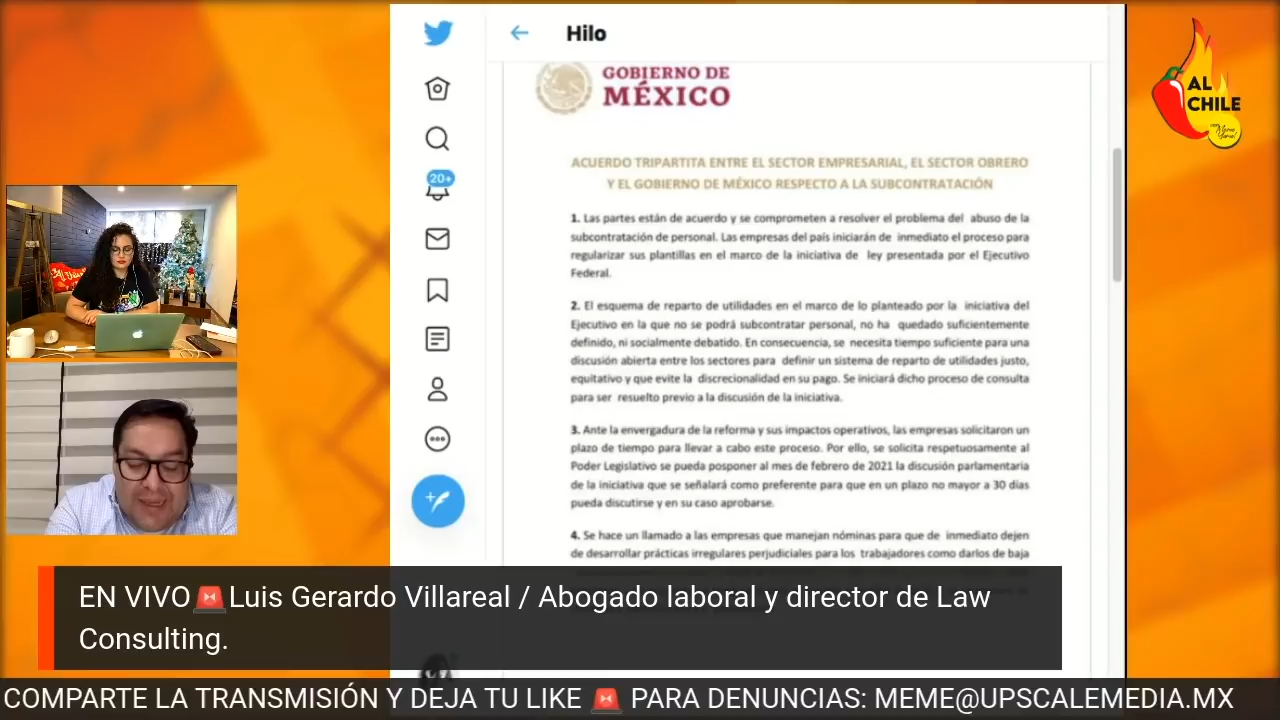 Hilo
20+
GOBIERNO DE
MÉXICO
ACUERDO TRIPARTITA ENTRE EL SECTOR EMPRESARIAL, EL SECTOR OBRERO
Y EL GOBIERNO DE MÉXICO RESPECTO A LA SUBCONTRATACIÓN
1. Las partes están de acuerdo y se comprometen a resolver el problema del abuso de la
subcontratación de personal. Las empresas del país iniciarán de inmediato el proceso para
regularizar sus plantillas en el marco de la iniciativa de ley presentada por el Ejecutivo
Federal.
2. El esquema de reparto de utilidades en el marco de lo planteado por la iniciativa del
Ejecutivo en la que no se podrá subcontratar personal, no ha quedado suficientemente
definido, ni socialmente debatido. En consecuencia, se necesita tiempo suficiente para una
discusión abierta entre los sectores para definir un sistema de reparto de utilidades justo,
equitativo y que evite la discrecionalidad en su pago. Se iniciará dicho proceso de consulta
para ser resuelto previo a la discusión de la iniciativa.
3. Ante la envergadura de la reforma y sus impactos operativos, las empresas solicitaron un
plazo de tiempo para llevar a cabo este proceso. Por ello, se solicita respetuosamente al
Poder Legislativo se pueda posponer al mes de febrero de 2021 la discusión parlamentaria
de la iniciativa que se señalará como preferente para que en un plazo no mayor a 30 días
pueda discutirse y en su caso aprobarse.
4. Se hace un llamado a las empresas que manejan nóminas para que de inmediato dejen
de desarrollar prácticas irregulares perjudiciales para los trabajadores como darlos de baja
AL
CHILE
EN VIVO🚨Luis Gerardo Villareal / Abogado laboral y director de Law
Consulting.
COMPARTE LA TRANSMISIÓN Y DEJA TU LIKE 🚨 PARA DENUNCIAS: MEME@UPSCALEMEDIA.MX